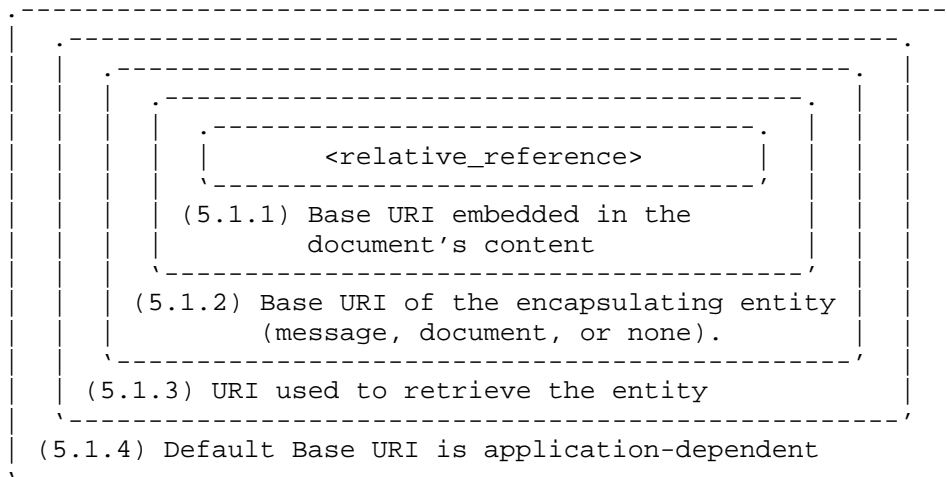 <relative_reference>
(5.1.1) Base URI embedded in the
document's content
(5.1.2) Base URI of the encapsulating entity
(message, document, or none).
(5.1.3) URI used to retrieve the entity
(5.1.4) Default Base URI is application-dependent